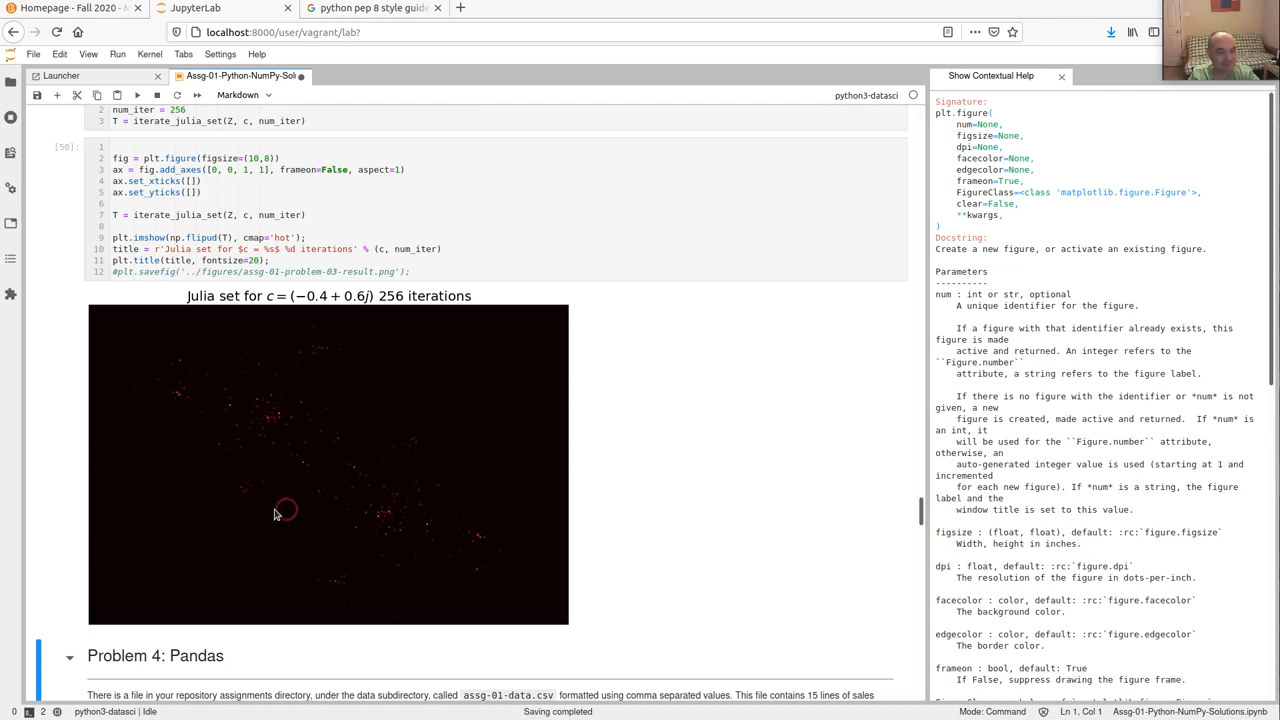 Homepage - Fall 2020 - M
JupyterLab
python pep 8 style guide
localhost:8000/user/vagrant/lab?
File Edit View Run Kernel Tabs Settings Help
Launcher
Assg-01-Python-NumPy-Sol
Show Contextual Help
Markdown
python3-datasci
2 num_iter = 256
3 T = iterate_julia_set(Z, c, num_iter)
[50]:
1
2 fig = plt.figure(figsize=(10,8))
3 ax = fig.add_axes([0, 0, 1, 1], frameon=False, aspect=1)
4 ax.set_xticks([])
5 ax.set_yticks([])
6
7 T = iterate_julia_set(Z, c, num_iter)
8
9 plt.imshow(np.flipud(T), cmap='hot');
10 title = r'Julia set for $c = %s$ %d iterations' % (c, num_iter)
11 plt.title(title, fontsize=20);
12 #plt.savefig('../figures/assg-01-problem-03-result.png');
Julia set for c = (−0.4 + 0.6j) 256 iterations
Problem 4: Pandas
There is a file in your repository assignments directory, under the data subdirectory, called assg-01-data.csv formatted using comma separated values. This file contains 15 lines of sales
Signature:
plt.figure(
num=None,
figsize=None,
dpi=None,
facecolor=None,
edgecolor=None,
frameon=True,
FigureClass=<class 'matplotlib.figure.Figure'>,
clear=False,
**kwargs,
)
Docstring:
Create a new figure, or activate an existing figure.
Parameters
----------
num : int or str, optional
A unique identifier for the figure.
If a figure with that identifier already exists, this
figure is made
active and returned. An integer refers to the
``Figure.number``
attribute, a string refers to the figure label.
If there is no figure with the identifier or *num* is not
given, a new
figure is created, made active and returned.  If *num* is
an int, it
will be used for the ``Figure.number`` attribute,
otherwise, an
auto-generated integer value is used (starting at 1 and
incremented
for each new figure). If *num* is a string, the figure
label and the
window title is set to this value.
figsize : (float, float), default: :rc:`figure.figsize`
Width, height in inches.
dpi : float, default: :rc:`figure.dpi`
The resolution of the figure in dots-per-inch.
facecolor : color, default: :rc:`figure.facecolor`
The background color.
edgecolor : color, default: :rc:`figure.edgecolor`
The border color.
frameon : bool, default: True
If False, suppress drawing the figure frame.
0 2 python3-datasci | Idle
Saving completed
Mode: Command
Ln 1, Col 1
Assg-01-Python-NumPy-Solutions.ipynb